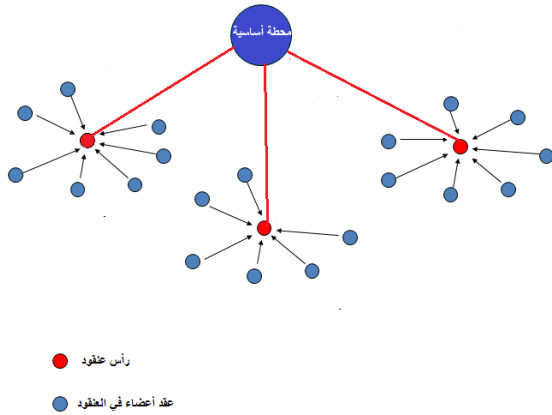 محطة أساسية
رأس عنقود
عقد أعضاء في العنقود